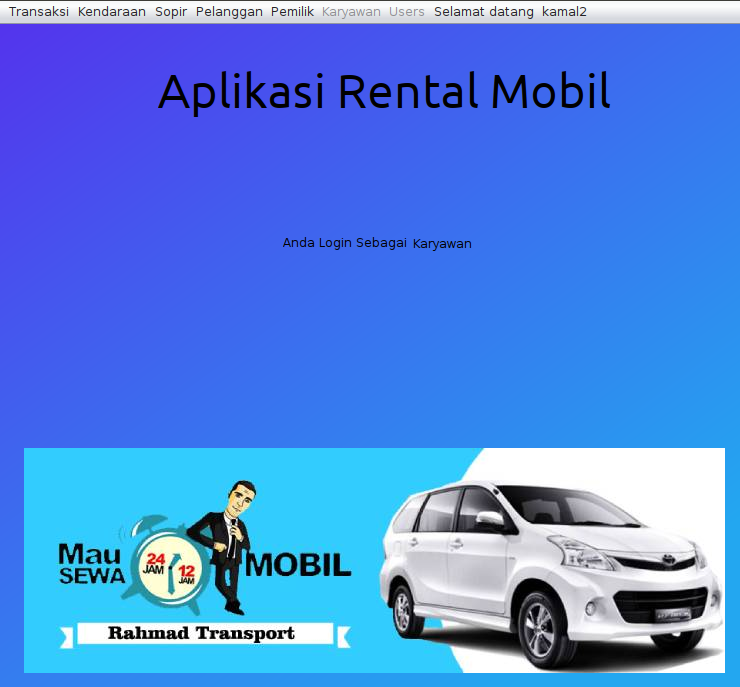 Transaksi Kendaraan Sopir Pelanggan Pemilik Karyawan Users Selamat datang kamal2
Aplikasi Rental Mobil
Anda Login Sebagai Karyawan
Mau
SEWA
24
JAM
12
JAM
MOBIL
Rahmad Transport